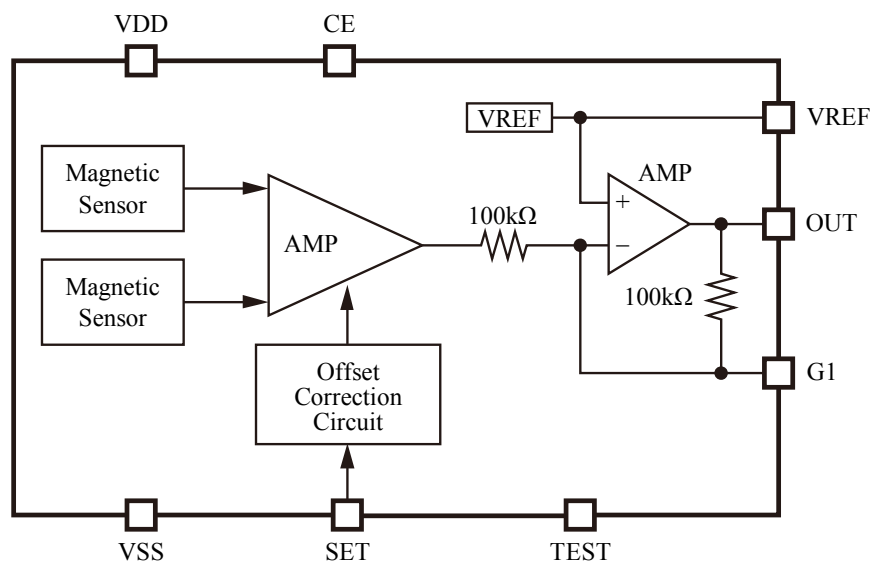 VDD
CE
VREF
VREF
Magnetic
Sensor
AMP
+
−
OUT
100kΩ
AMP
Magnetic
Sensor
100kΩ
G1
Offset
Correction
Circuit
VSS
SET
TEST